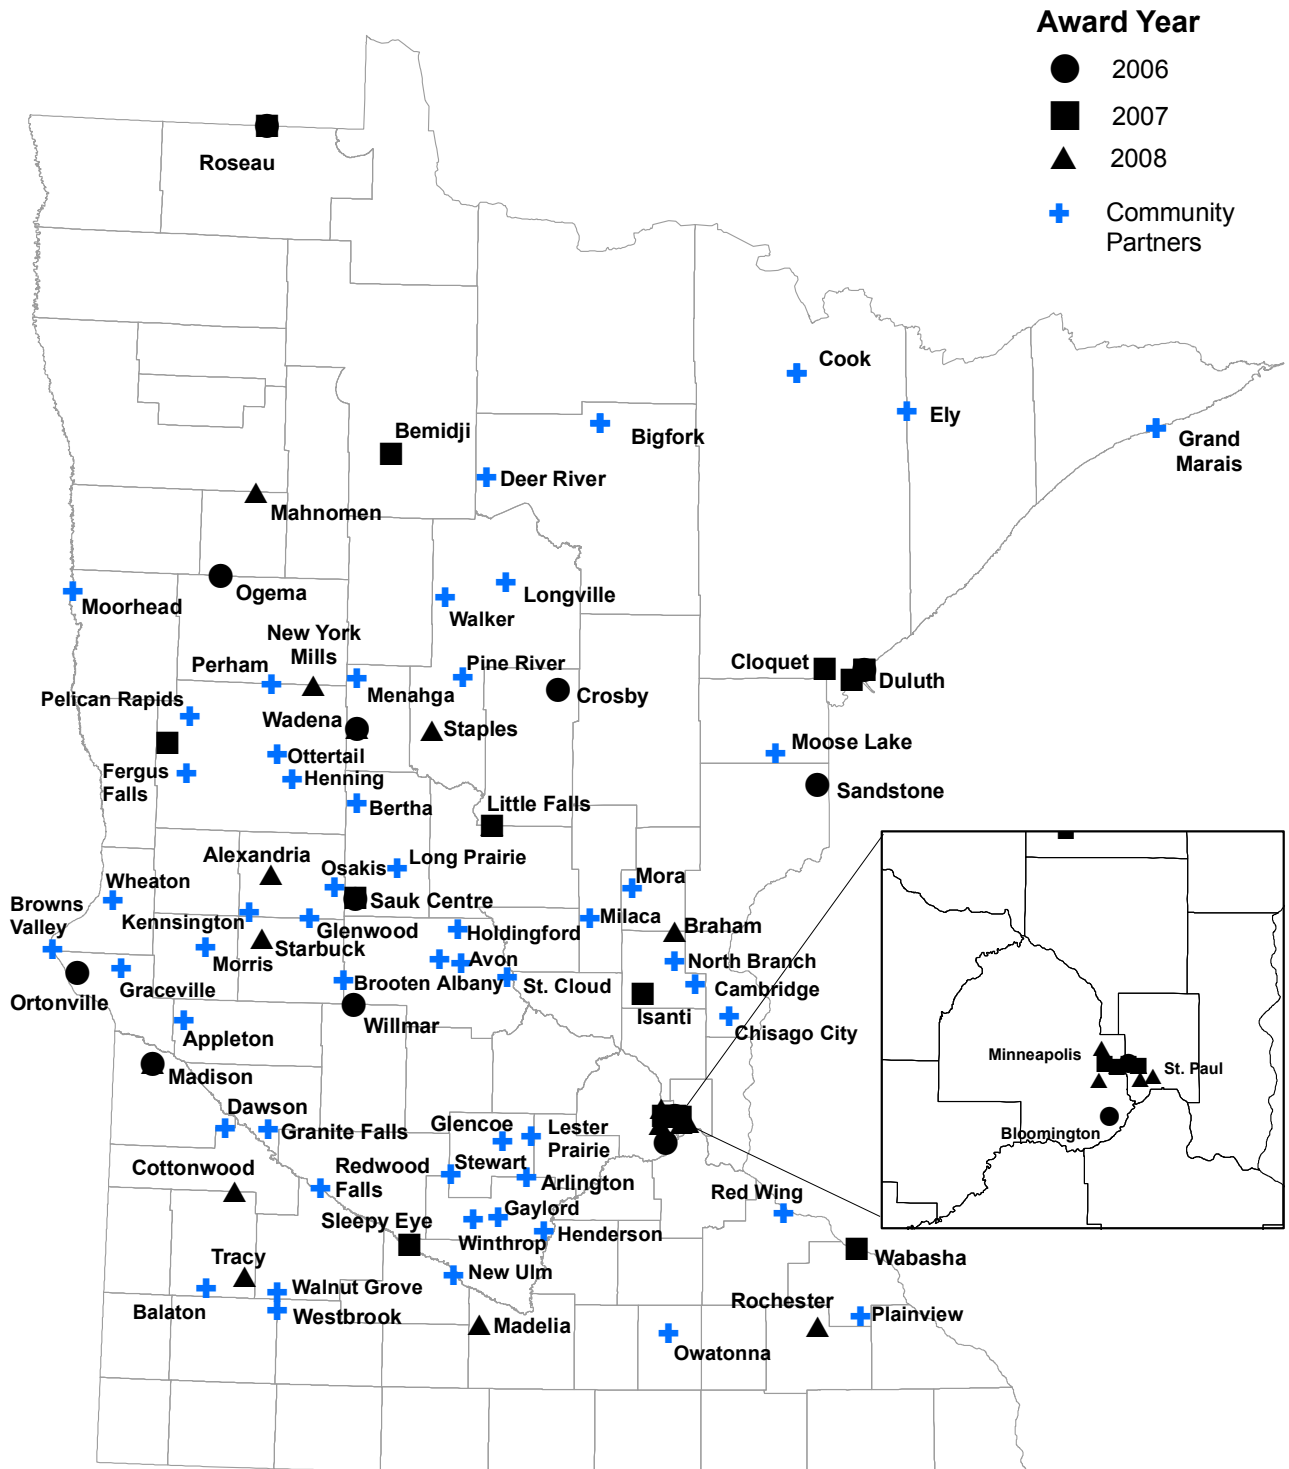 Award Year
2006
2007
2008
Community
Partners
Roseau
Cook
Ely
Grand
Marais
Bigfork
Bemidji
Deer River
Mahnomen
Ogema
Moorhead
Longville
Walker
New York
Mills
Perham
Pine River
Menahga
Cloquet
Duluth
Crosby
Pelican Rapids
Wadena
Staples
Moose Lake
Ottertail
Fergus
Falls
Henning
Sandstone
Bertha
Little Falls
Alexandria
Osakis
Long Prairie
Mora
Wheaton
Sauk Centre
Browns
Valley
Kennsington
Glenwood
Milaca
Braham
Holdingford
Starbuck
Morris
Avon
North Branch
Graceville
Brooten
Albany
St. Cloud
Cambridge
Ortonville
Willmar
Isanti
Chisago City
Appleton
Minneapolis
St. Paul
Bloomington
Madison
Dawson
Granite Falls
Glencoe
Lester
Prairie
Cottonwood
Redwood
Falls
Stewart
Arlington
Red Wing
Sleepy Eye
Gaylord
Winthrop
Henderson
Wabasha
Tracy
New Ulm
Walnut Grove
Rochester
Balaton
Westbrook
Madelia
Plainview
Owatonna